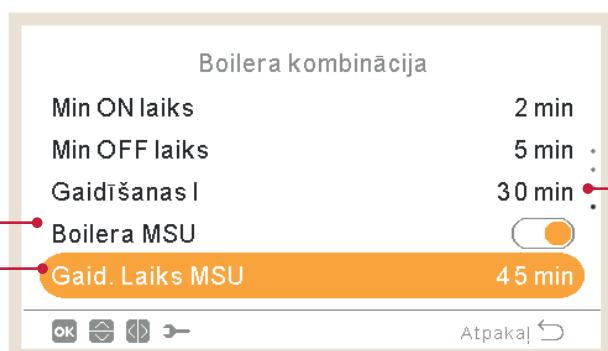 Boilera kombinācija
Min ON laiks 2 min
Min OFF laiks 5 min
Gaidīšanas l 30 min
Boilera MSU
Gaid. Laiks MSU 45 min
OK Atpakaļ